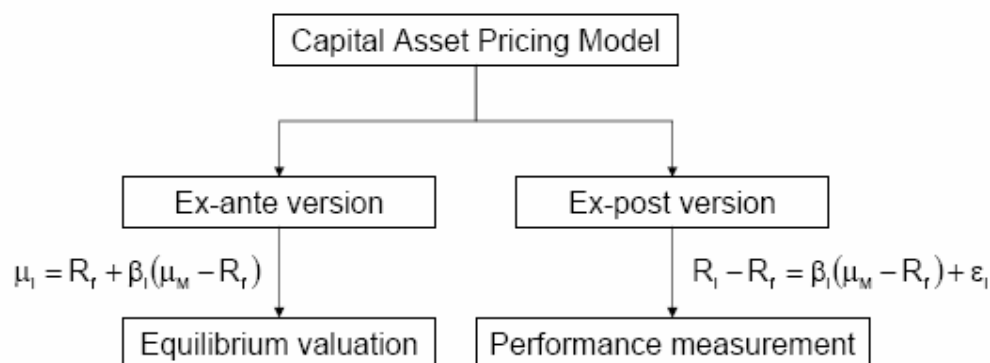 Capital Asset Pricing Model
Ex-ante version
Ex-post version
μᵢ = R_f + βᵢ(μ_M − R_f)
Rᵢ − R_f = βᵢ(μ_M − R_f) + εᵢ
Equilibrium valuation
Performance measurement